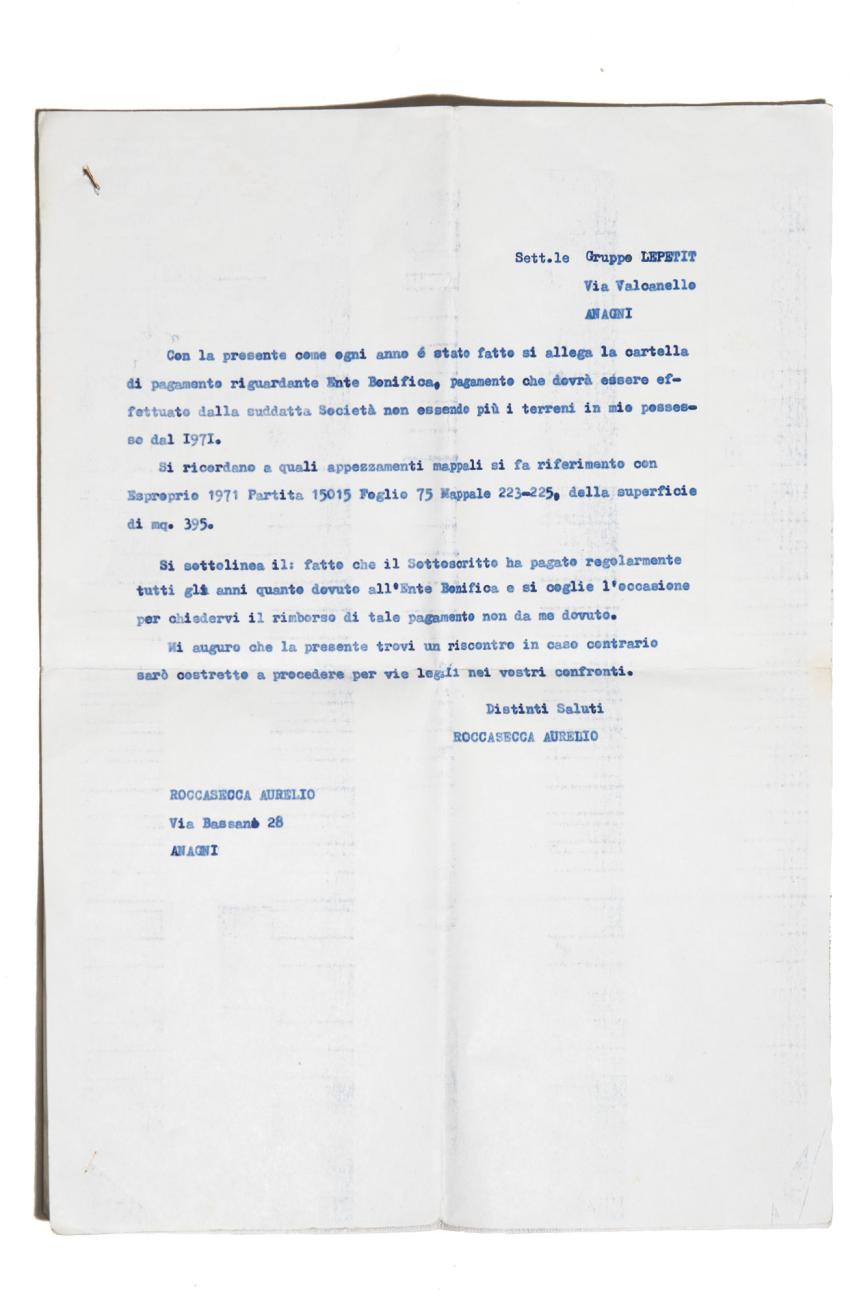 Sett.le Gruppo LEPETIT
Via Valcanello
ANAGNI
Con la presente come ogni anno é stato fatto si allega la cartella
di pagamento riguardante Ente Bonifica, pagamento che dovrà essere ef-
fettuato dalla suddatta Società non essendo più i terreni in mio posses-
so dal I97I.
Si ricordano a quali appezzamenti mappali si fa riferimento con
Esproprio 1971 Partita 15015 Foglio 75 Mappale 223-225, della superficie
di mq. 395.
Si sottolinea il: fatto che il Sottoscritto ha pagato regolarmente
tutti gli anni quanto dovuto all'Ente Bonifica e si coglie l'occasione
per chiedervi il rimborso di tale pagamento non da me dovuto.
Mi auguro che la presente trovi un riscontro in caso contrario
sarò costretto a procedere per vie legali nei vostri confronti.
Distinti Saluti
ROCCASECCA AURELIO
ROCCASECCA AURELIO
Via Bassano 28
ANAGNI